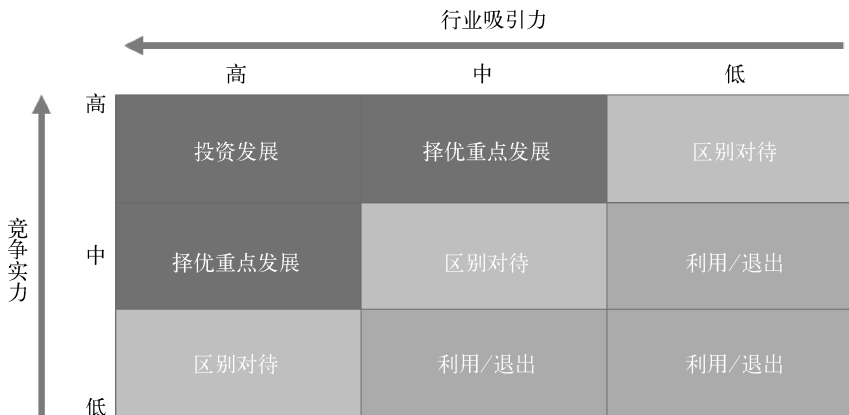 行业吸引力
高 中 低
高
投资发展 择优重点发展 区别对待
竞争实力
中
择优重点发展 区别对待 利用/退出
区别对待 利用/退出 利用/退出
低